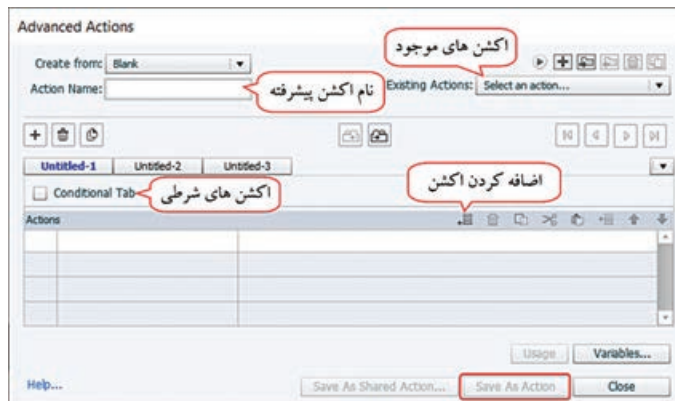 Advanced Actions
اکشن های موجود
Create from: Blank
Action Name:
نام اکشن پیشرفته
Existing Actions: Select an action...
Untitled-1 Untitled-2 Untitled-3
Conditional Tab
اکشن های شرطی
اضافه کردن اکشن
Actions
Usage Variables...
Help... Save As Shared Action... Save As Action Close